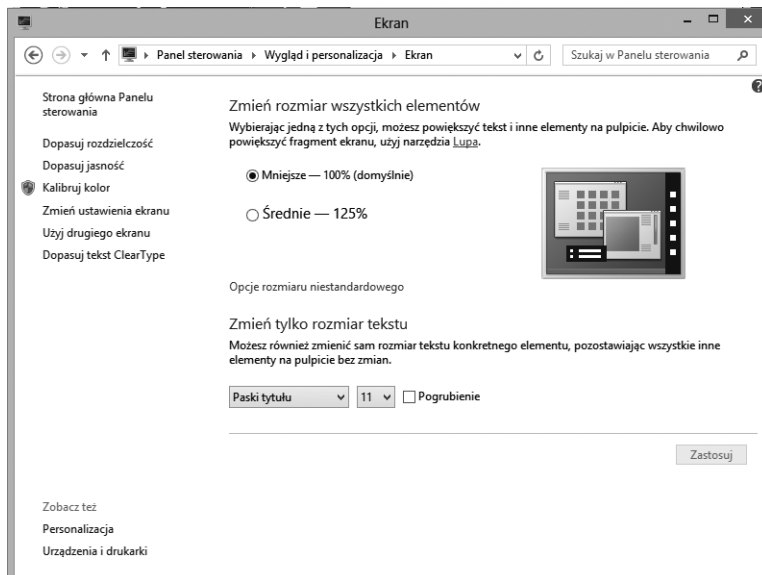 Ekran
Panel sterowania Wygląd i personalizacja Ekran
Szukaj w Panelu sterowania
Strona główna Panelu
sterowania
Dopasuj rozdzielczość
Dopasuj jasność
Kalibruj kolor
Zmień ustawienia ekranu
Użyj drugiego ekranu
Dopasuj tekst ClearType
Zmień rozmiar wszystkich elementów
Wybierając jedną z tych opcji, możesz powiększyć tekst i inne elementy na pulpicie. Aby chwilowo
powiększyć fragment ekranu, użyj narzędzia Lupa.
Mniejsze — 100% (domyślnie)
Średnie — 125%
Opcje rozmiaru niestandardowego
Zmień tylko rozmiar tekstu
Możesz również zmienić sam rozmiar tekstu konkretnego elementu, pozostawiając wszystkie inne
elementy na pulpicie bez zmian.
Paski tytułu 11 Pogrubienie
Zastosuj
Zobacz też
Personalizacja
Urządzenia i drukarki